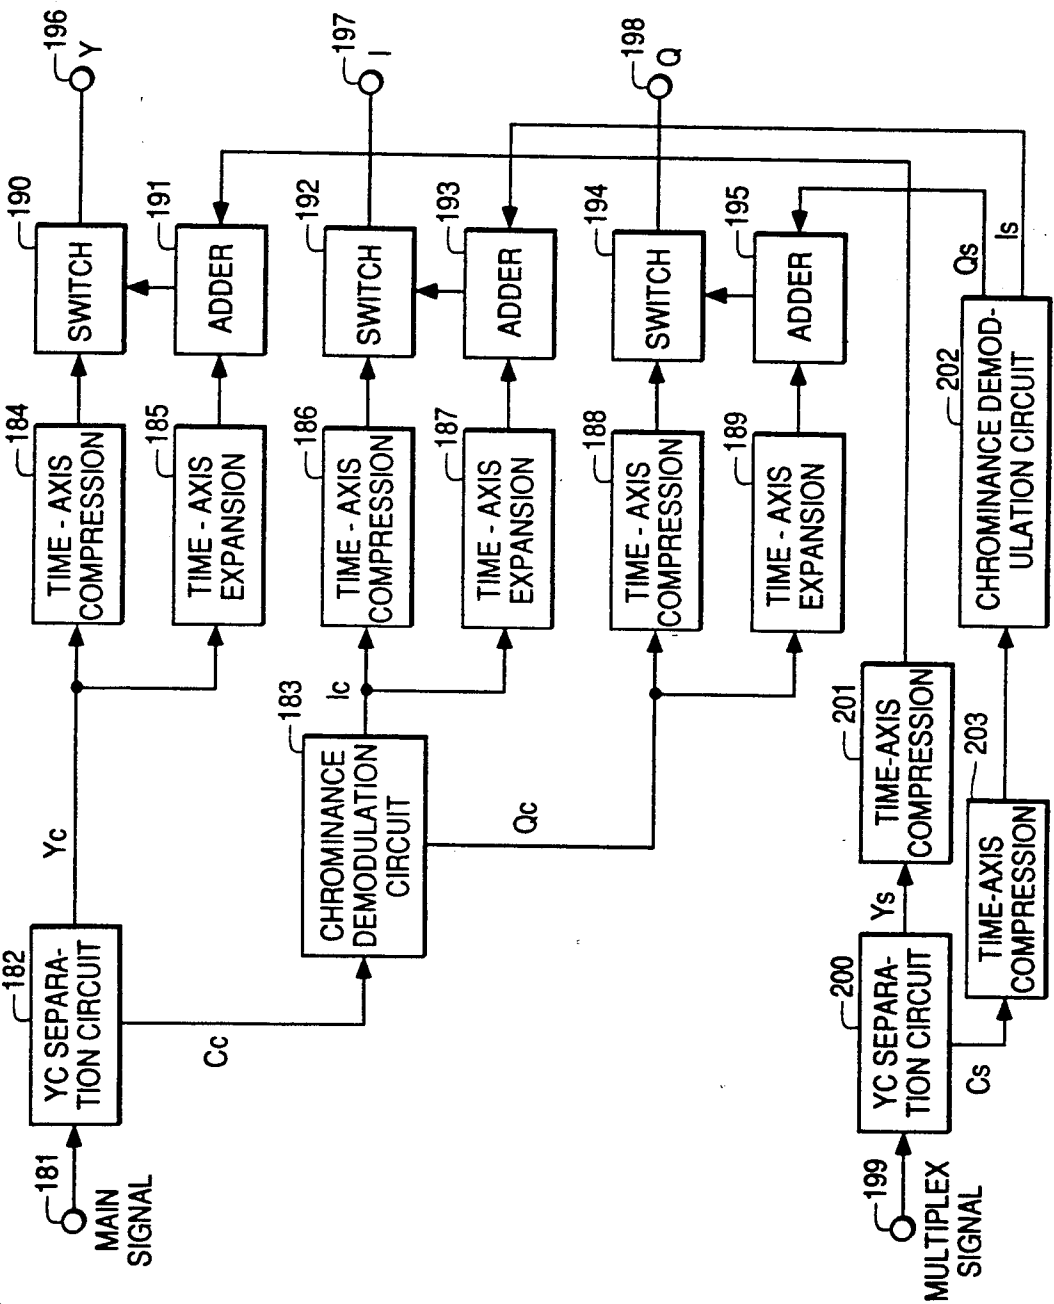 181
MAIN
SIGNAL
182
YC SEPARA-
TION CIRCUIT
Yc
Cc
183
CHROMINANCE
DEMODULATION
CIRCUIT
Ic
Qc
184
TIME - AXIS
COMPRESSION
185
TIME - AXIS
EXPANSION
186
TIME - AXIS
COMPRESSION
187
TIME - AXIS
EXPANSION
188
TIME - AXIS
COMPRESSION
189
TIME - AXIS
EXPANSION
190
SWITCH
191
ADDER
192
SWITCH
193
ADDER
194
SWITCH
195
ADDER
196
Y
197
I
198
Q
199
MULTIPLEX
SIGNAL
200
YC SEPARA-
TION CIRCUIT
Ys
Cs
201
TIME-AXIS
COMPRESSION
203
TIME-AXIS
COMPRESSION
202
CHROMINANCE DEMOD-
ULATION CIRCUIT
Qs
Is